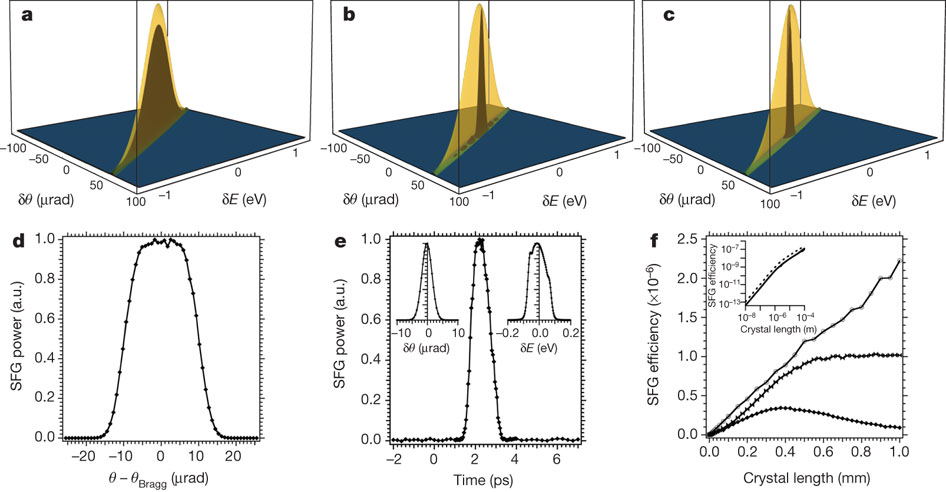 a
b
c
−100
−50
0
50
100
−1
0
1
δθ (μrad)
δE (eV)
−100
−50
0
50
100
−1
0
1
δθ (μrad)
δE (eV)
−100
−50
0
50
100
−1
0
1
δθ (μrad)
δE (eV)
d
SFG power (a.u.)
1.0
0.8
0.6
0.4
0.2
0.0
−20 −10 0 10 20
θ − θBragg (μrad)
e
SFG power (a.u.)
1.0
0.8
0.6
0.4
0.2
0.0
−10 0 10
δθ (μrad)
−0.2 0.0 0.2
δE (eV)
−2 0 2 4 6
Time (ps)
f
SFG efficiency (×10−6)
2.5
2.0
1.5
1.0
0.5
0.0
SFG efficiency
10−7
10−9
10−11
10−13
10−8 10−6 10−4
Crystal length (m)
0.0 0.2 0.4 0.6 0.8 1.0
Crystal length (mm)